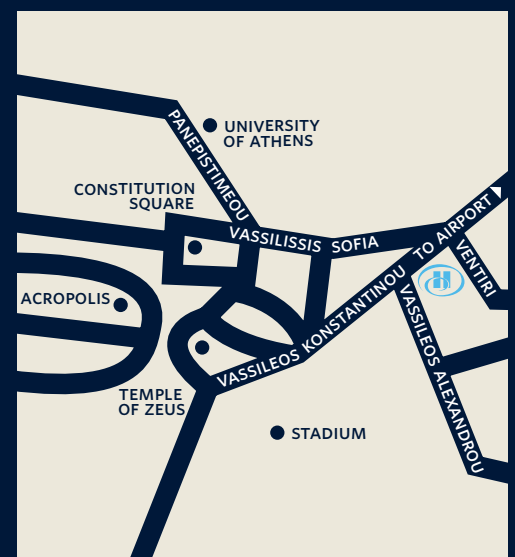 PANEPISTIMEOU
UNIVERSITY
OF ATHENS
CONSTITUTION
SQUARE
VASSILISSIS SOFIA
TO AIRPORT
VENTIRI
ACROPOLIS
VASSILEOS KONSTANTINOU
VASSILEOS ALEXANDROU
TEMPLE
OF ZEUS
STADIUM
H